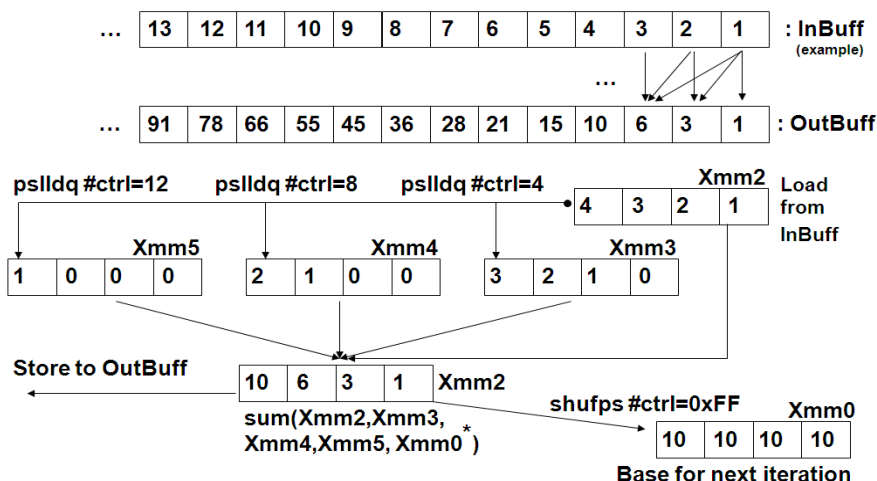 ... 13 12 11 10 9 8 7 6 5 4 3 2 1 : InBuff
(example)
...
... 91 78 66 55 45 36 28 21 15 10 6 3 1 : OutBuff
pslldq #ctrl=12 pslldq #ctrl=8 pslldq #ctrl=4
Xmm2
4 3 2 1
Load
from
InBuff
Xmm5
1 0 0 0
Xmm4
2 1 0 0
Xmm3
3 2 1 0
Store to OutBuff
10 6 3 1 Xmm2
sum(Xmm2,Xmm3,
Xmm4,Xmm5, Xmm0*)
shufps #ctrl=0xFF
Xmm0
10 10 10 10
Base for next iteration